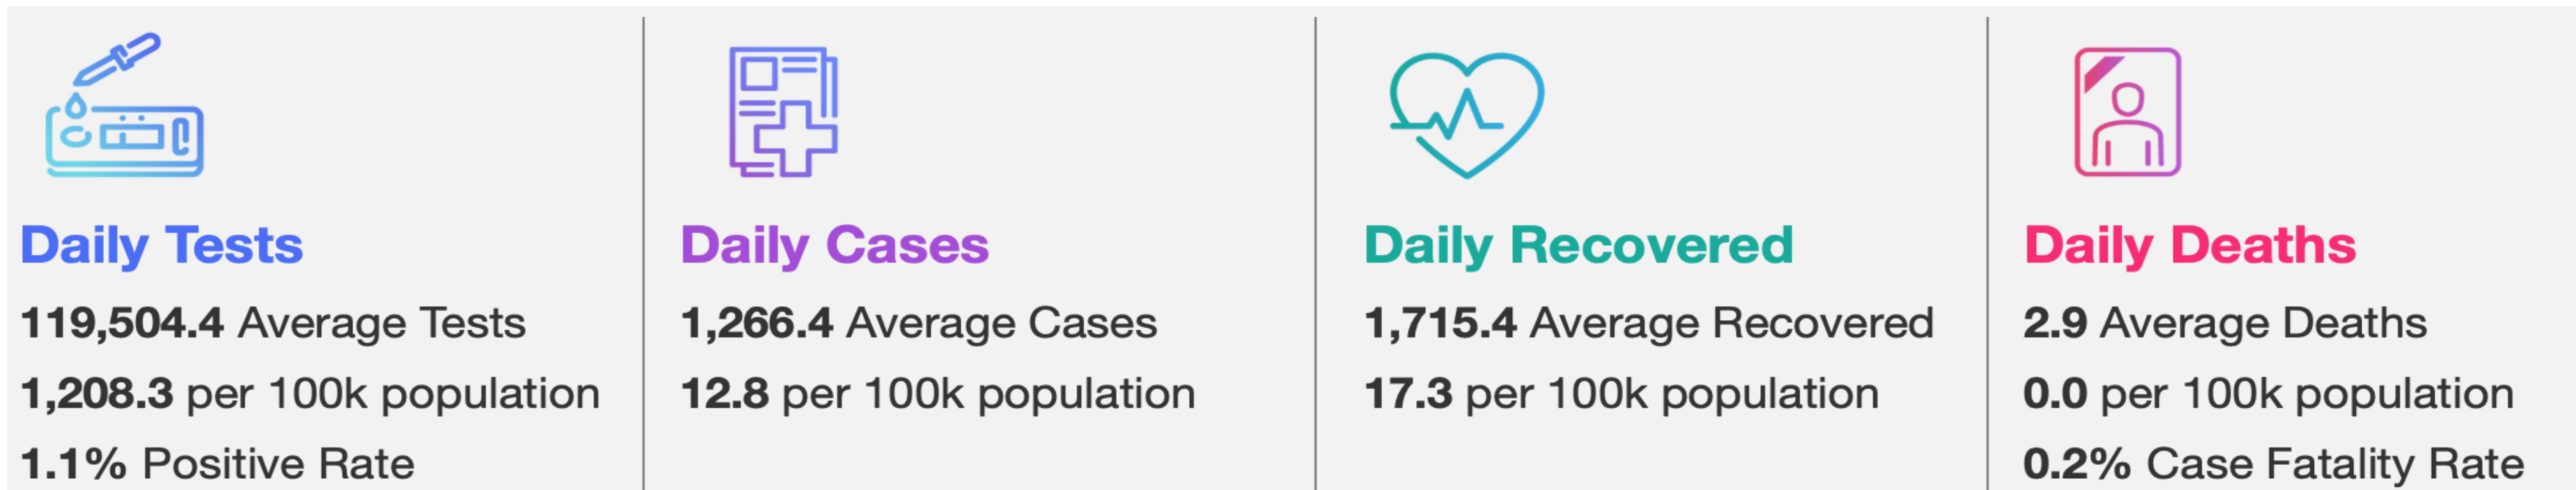 Daily Tests
119,504.4 Average Tests
1,208.3 per 100k population
1.1% Positive Rate
Daily Cases
1,266.4 Average Cases
12.8 per 100k population
Daily Recovered
1,715.4 Average Recovered
17.3 per 100k population
Daily Deaths
2.9 Average Deaths
0.0 per 100k population
0.2% Case Fatality Rate